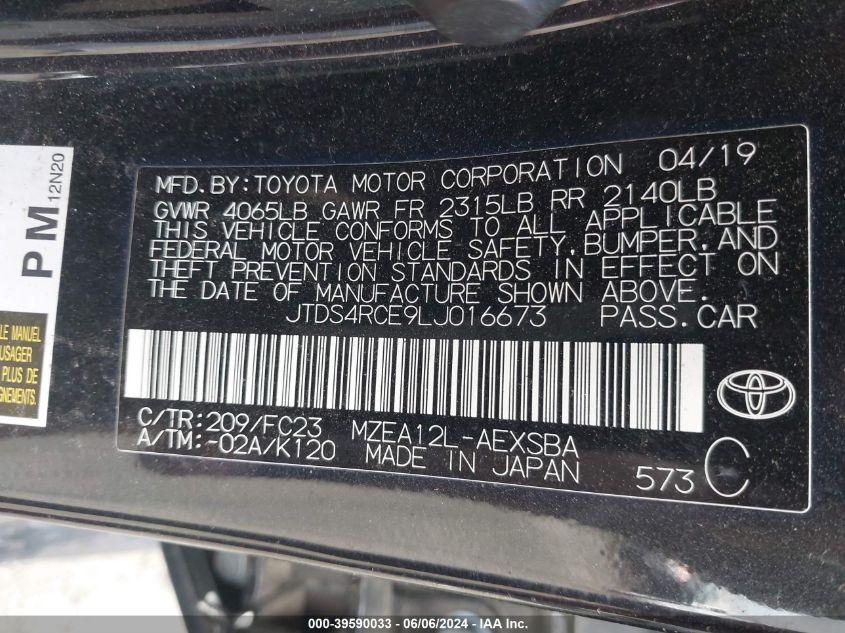 MFD. BY:TOYOTA MOTOR CORPORATION 04/19
GVWR 4065LB GAWR FR 2315LB RR 2140LB
THIS VEHICLE CONFORMS TO ALL APPLICABLE
FEDERAL MOTOR VEHICLE SAFETY, BUMPER, AND
THEFT PREVENTION STANDARDS IN EFFECT ON
THE DATE OF MANUFACTURE SHOWN ABOVE.
JTDS4RCE9LJ016673 PASS. CAR
C/TR:209/FC23 MZEA12L-AEXSBA
A/TM:-02A/K120 MADE IN JAPAN 573 C
PM 12N20
LE MANUEL
USAGER
PLUS DE
GNEMENTS.
000-39590033 - 06/06/2024 - IAA Inc.